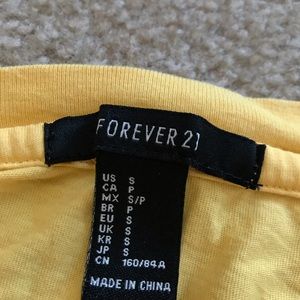 FOREVER 21
US S
CA P
MX S/P
BR P
EU S
UK S
KR S
JP S
CN 160/84A
MADE IN CHINA